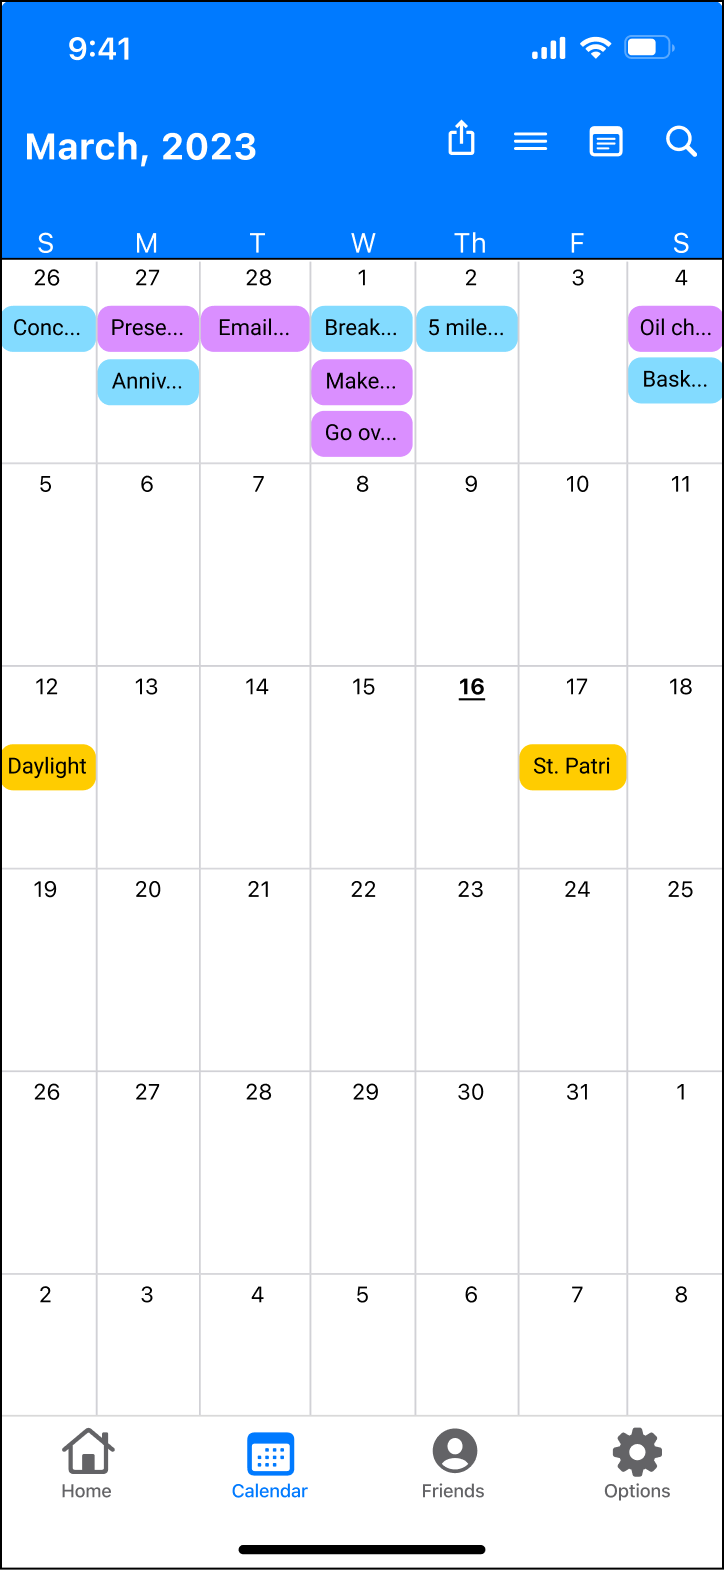 9:41
March, 2023
S M T W Th F S
26 27 28 1 2 3 4
Conc... Prese... Email... Break... 5 mile... Oil ch...
Anniv... Make... Bask...
Go ov...
5 6 7 8 9 10 11
12 13 14 15 16 17 18
Daylight St. Patri
19 20 21 22 23 24 25
26 27 28 29 30 31 1
2 3 4 5 6 7 8
Home Calendar Friends Options